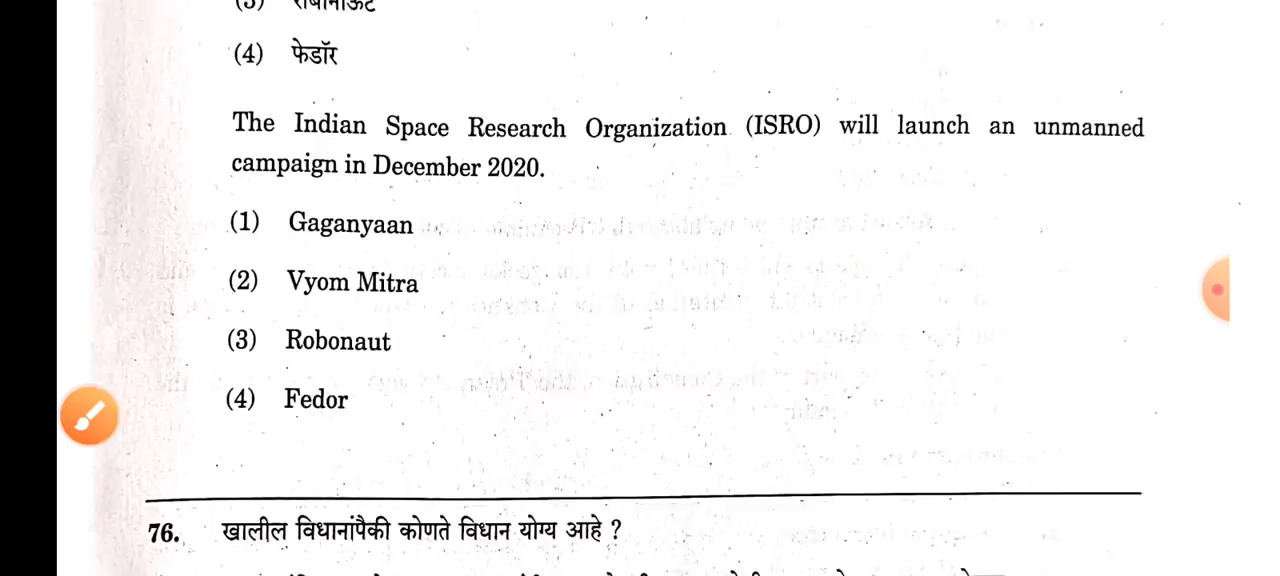 (4) फेडॉर
The Indian Space Research Organization (ISRO) will launch an unmanned
campaign in December 2020.
(1) Gaganyaan
(2) Vyom Mitra
(3) Robonaut
(4) Fedor
76. खालील विधानांपैकी कोणते विधान योग्य आहे ?